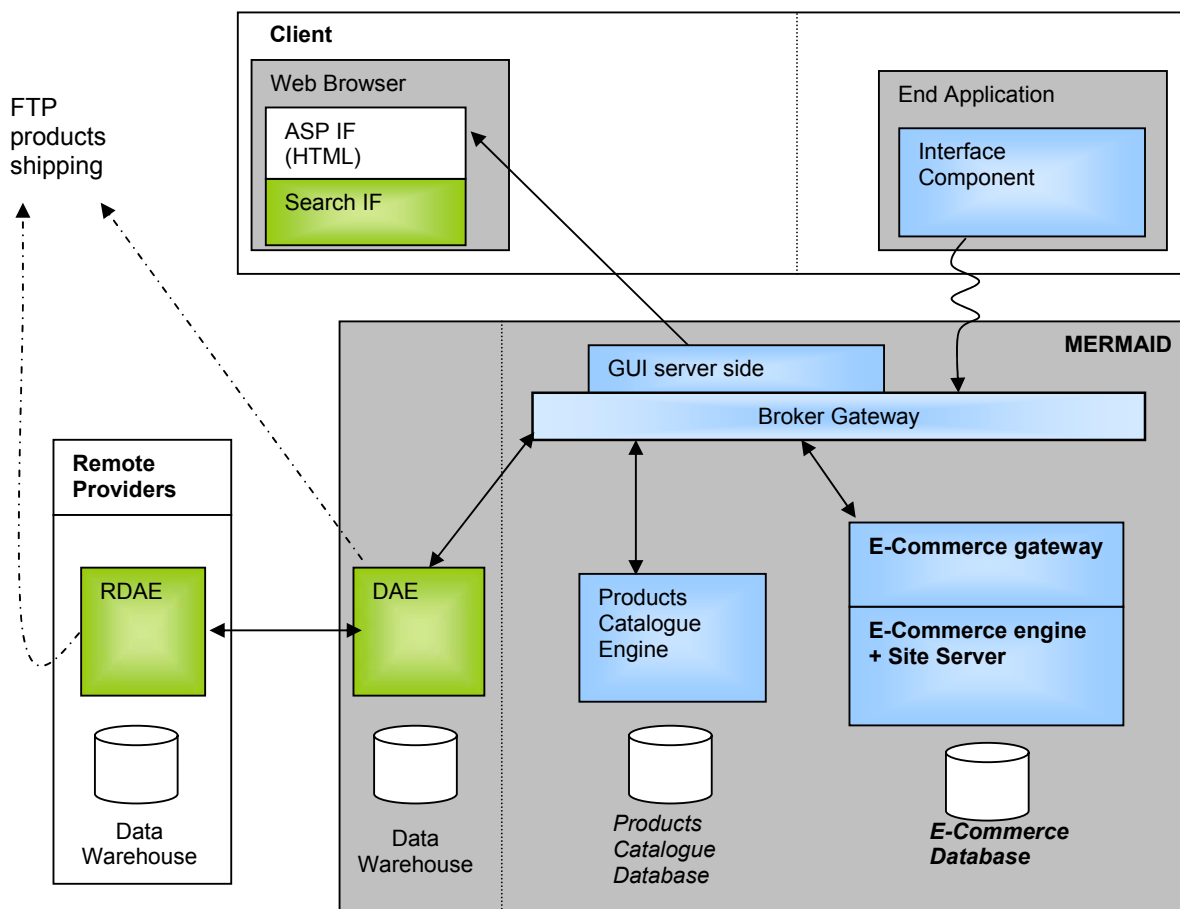 Client
Web Browser
ASP IF
(HTML)
Search IF
End Application
Interface
Component
FTP
products
shipping
MERMAID
GUI server side
Broker Gateway
Remote
Providers
RDAE
DAE
Products
Catalogue
Engine
E-Commerce gateway
E-Commerce engine
+ Site Server
Data
Warehouse
Data
Warehouse
Products
Catalogue
Database
E-Commerce
Database